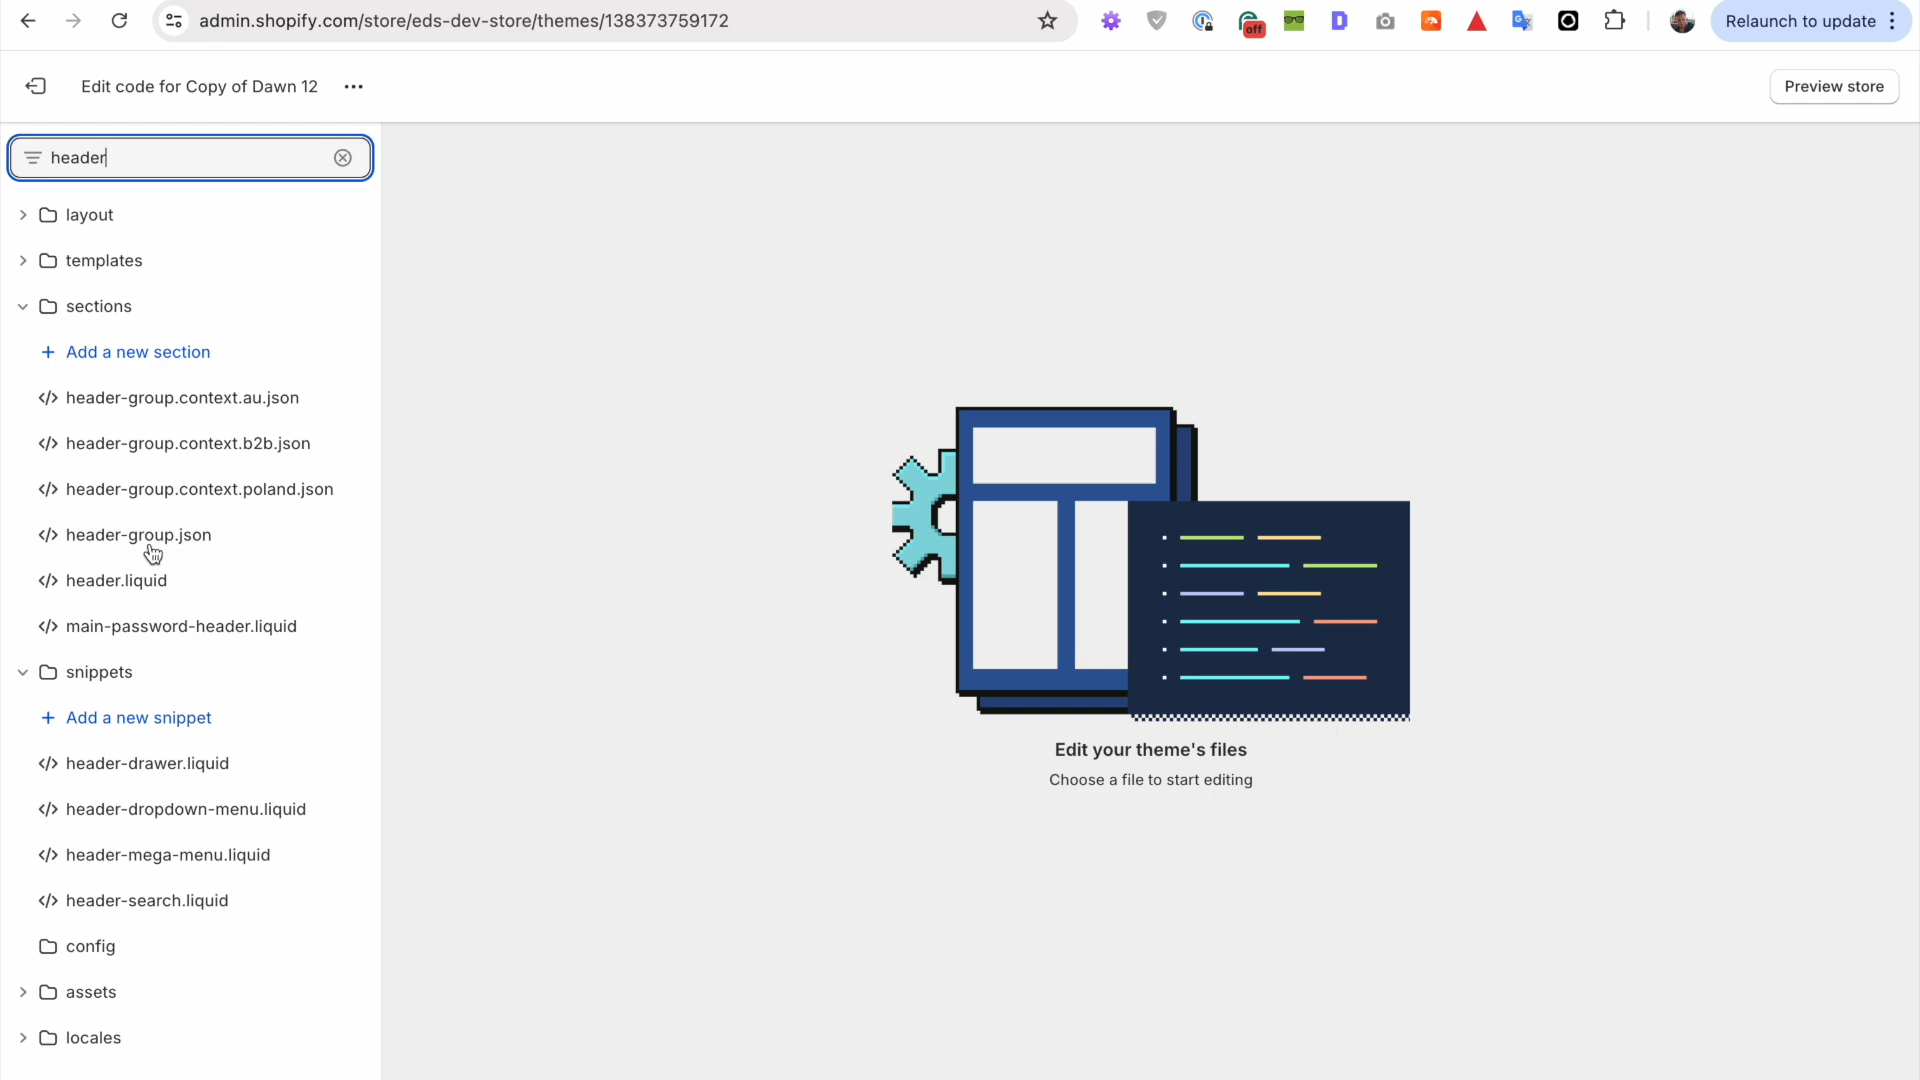 admin.shopify.com/store/eds-dev-store/themes/138373759172
off
G
Relaunch to update
Edit code for Copy of Dawn 12
Preview store
header
layout
templates
sections
Add a new section
header-group.context.au.json
header-group.context.b2b.json
header-group.context.poland.json
header-group.json
header.liquid
main-password-header.liquid
snippets
Add a new snippet
header-drawer.liquid
header-dropdown-menu.liquid
header-mega-menu.liquid
header-search.liquid
config
assets
locales
Edit your theme's files
Choose a file to start editing